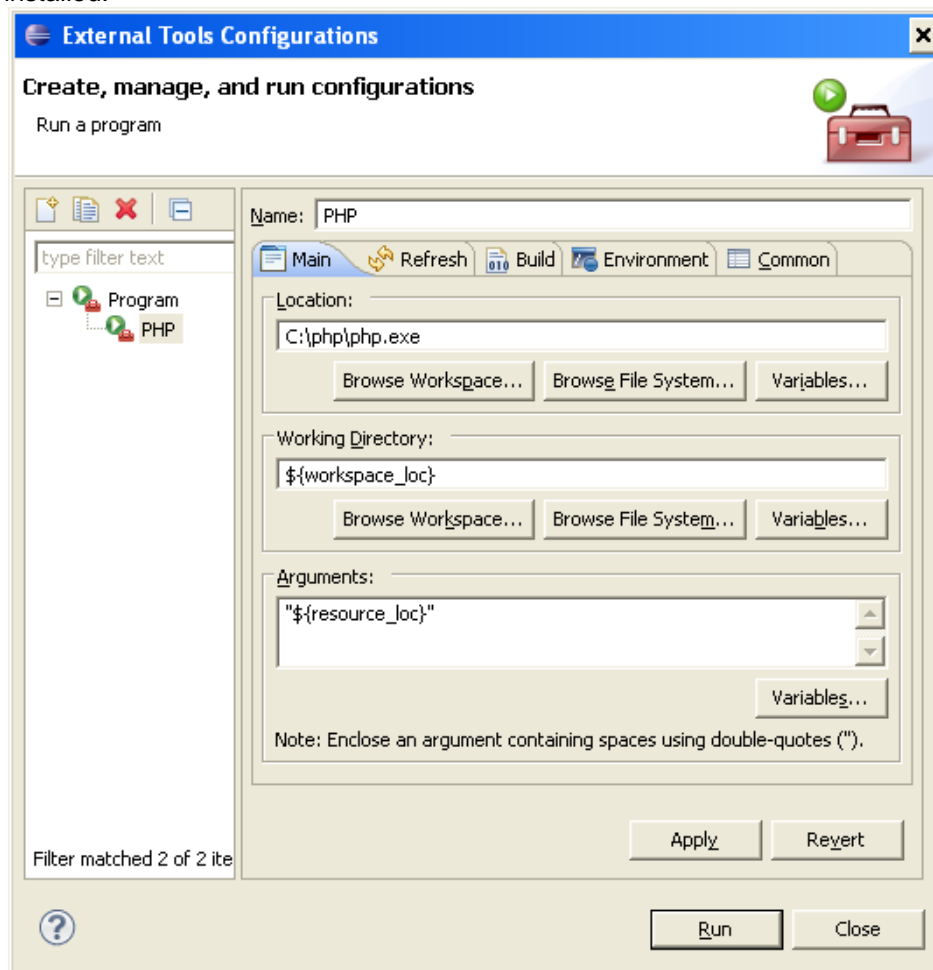 installed.
External Tools Configurations
Create, manage, and run configurations
Run a program
Name: PHP
type filter text
Main Refresh Build Environment Common
Program
PHP
Location:
C:\php\php.exe
Browse Workspace... Browse File System... Variables...
Working Directory:
${workspace_loc}
Browse Workspace... Browse File System... Variables...
Arguments:
"${resource_loc}"
Variables...
Note: Enclose an argument containing spaces using double-quotes (").
Apply Revert
Filter matched 2 of 2 ite
Run Close